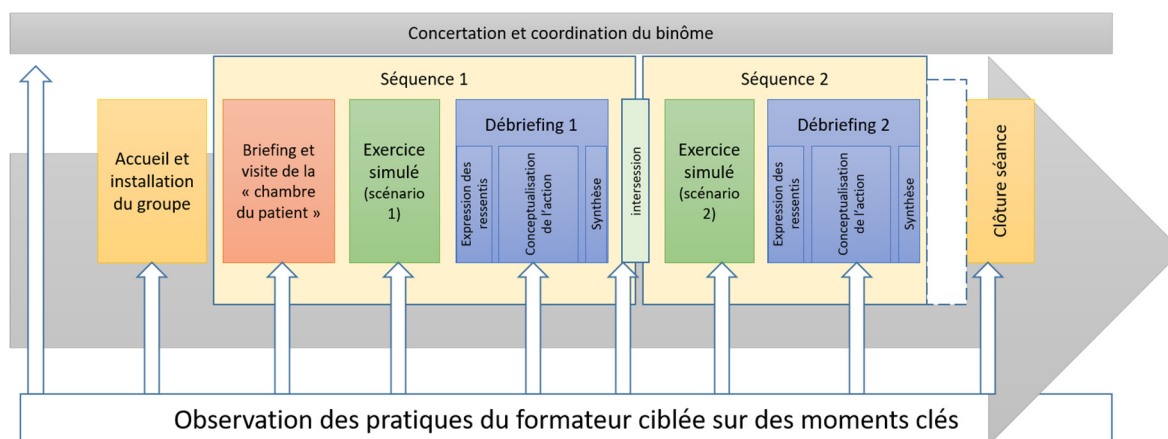 Concertation et coordination du binôme
Séquence 1
Séquence 2
Accueil et
installation
du groupe
Briefing et
visite de la
« chambre
du patient »
Exercice
simulé
(scénario
1)
Débriefing 1
Expression des
ressentis
Conceptualisation
de l'action
Synthèse
intersession
Exercice
simulé
(scénario
2)
Débriefing 2
Expression des
ressentis
Conceptualisation
de l'action
Synthèse
Clôture séance
Observation des pratiques du formateur ciblée sur des moments clés